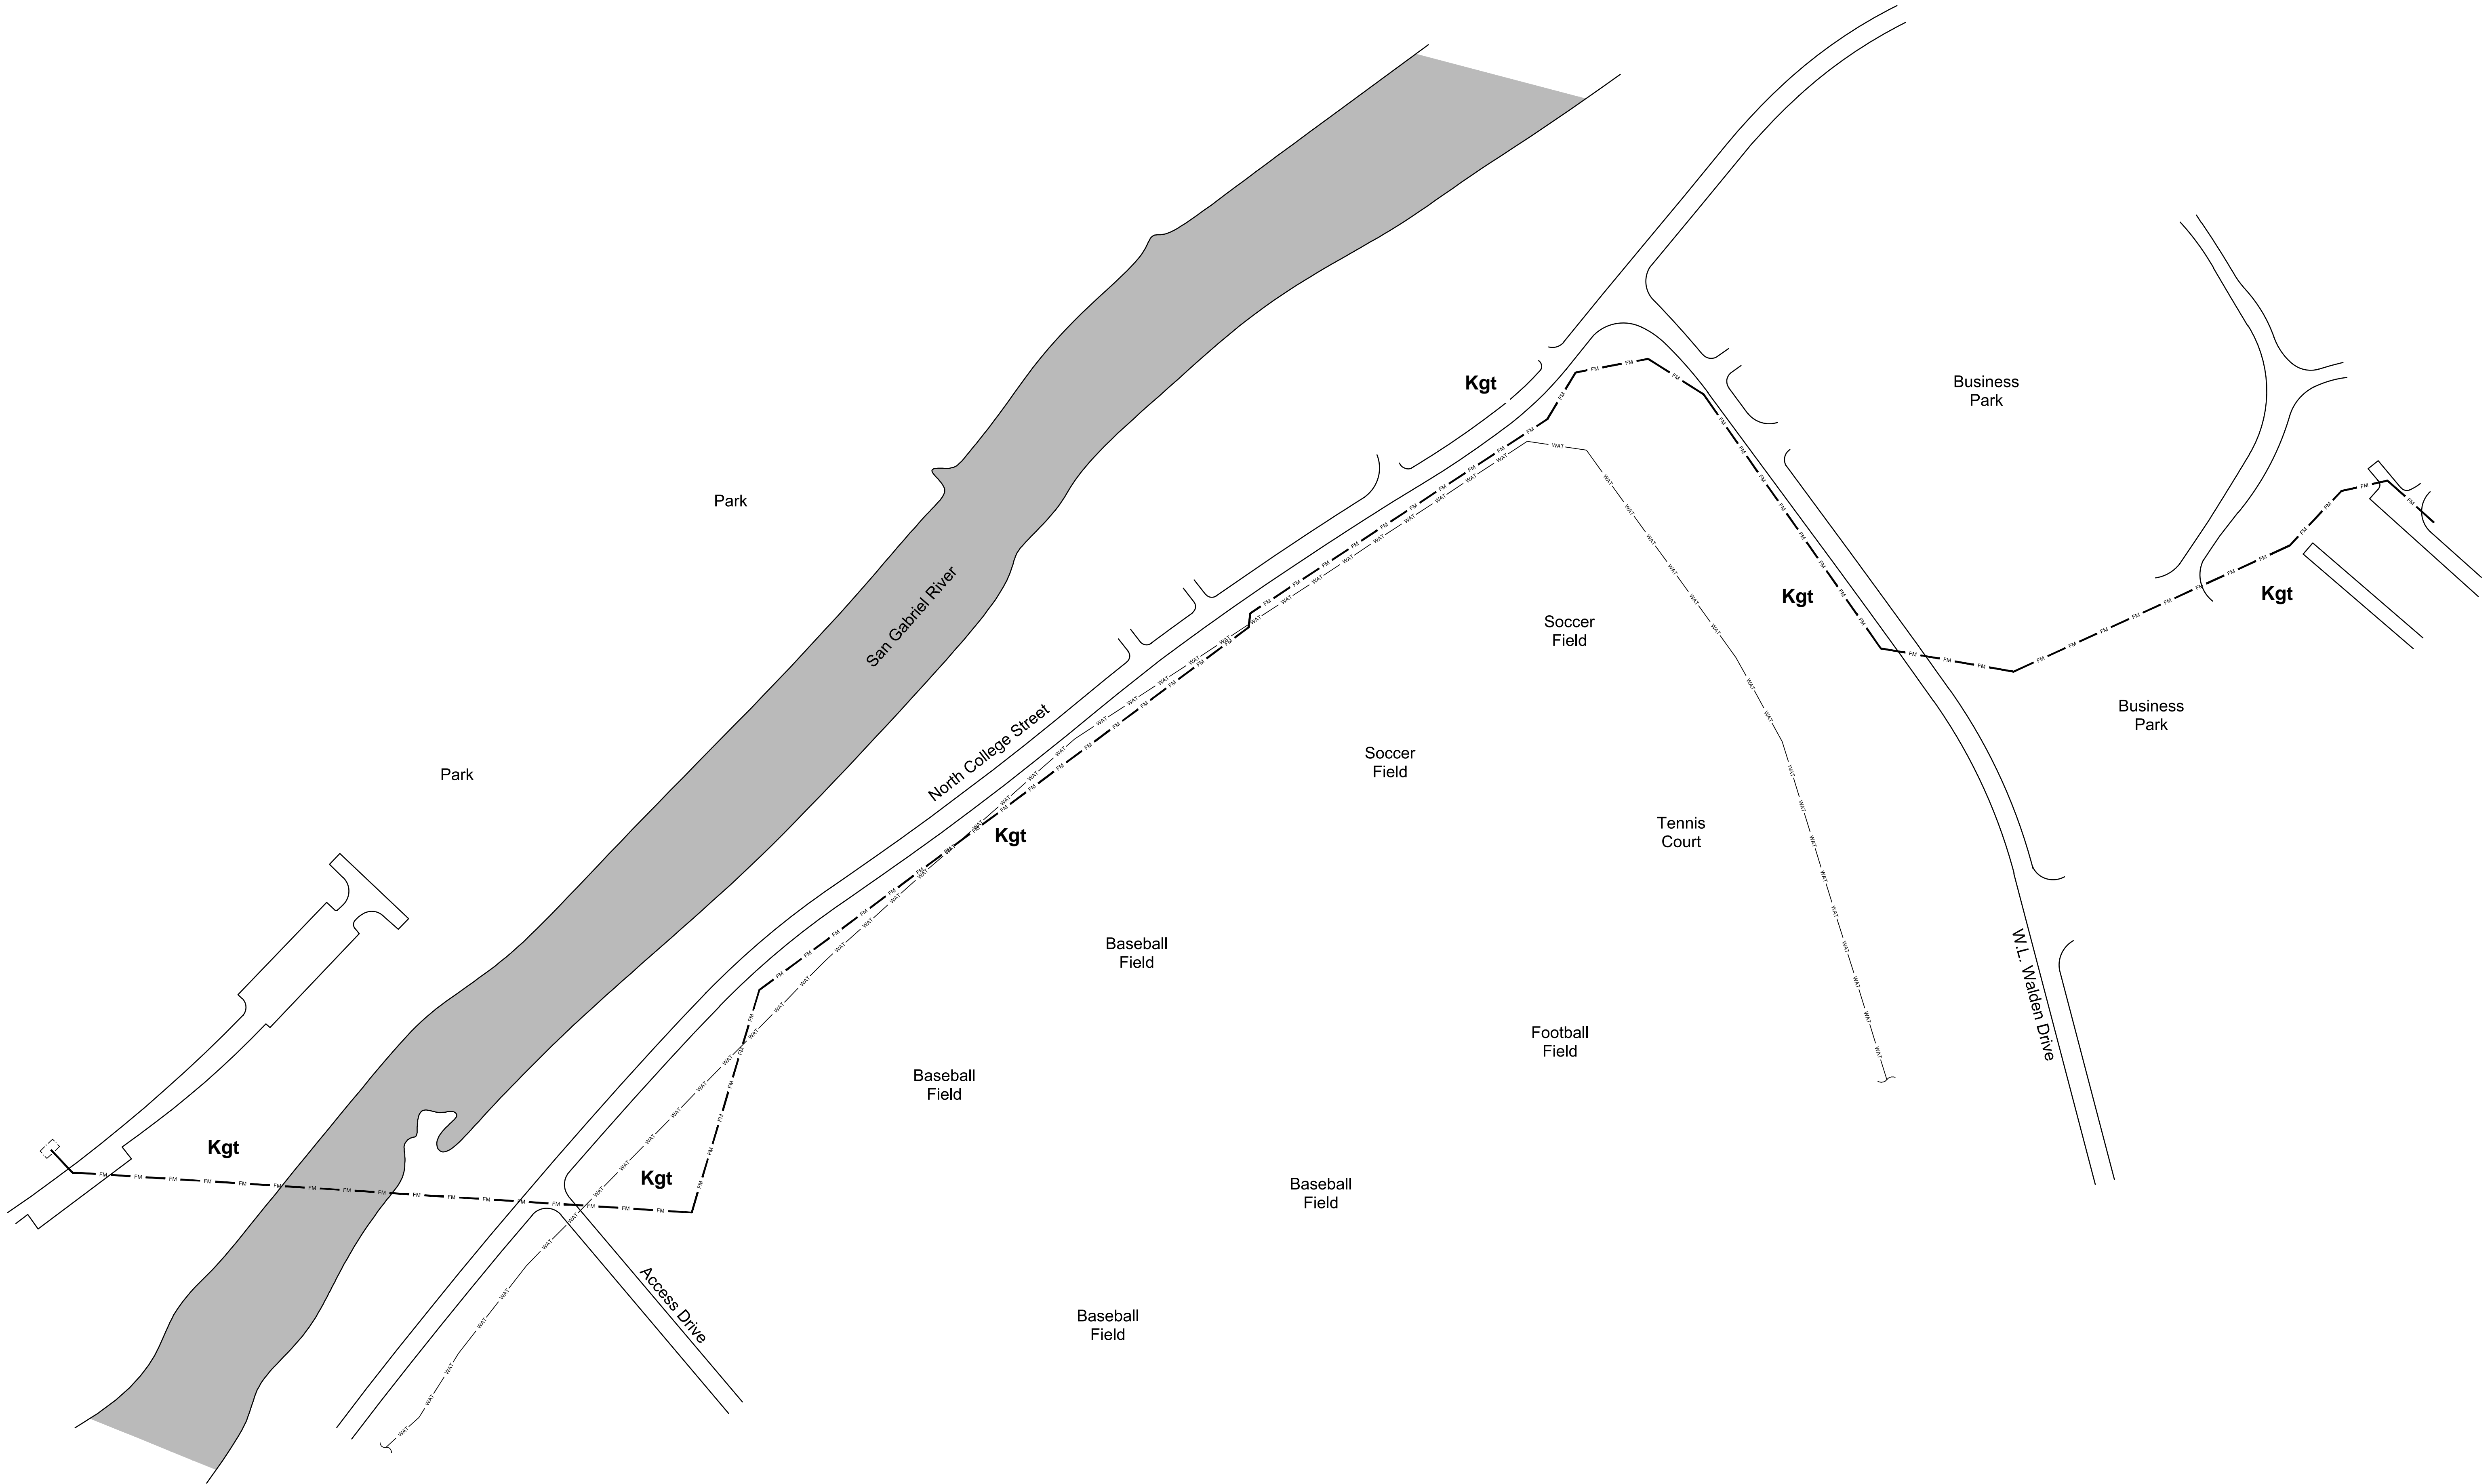 Kgt
Business
Park
Park
San Gabriel River
Soccer
Field
Kgt
Kgt
Business
Park
North College Street
Soccer
Field
Park
Kgt
Tennis
Court
Baseball
Field
W.L. Walden Drive
Football
Field
Baseball
Field
Kgt
Kgt
Baseball
Field
Access Drive
Baseball
Field
FM
WAT